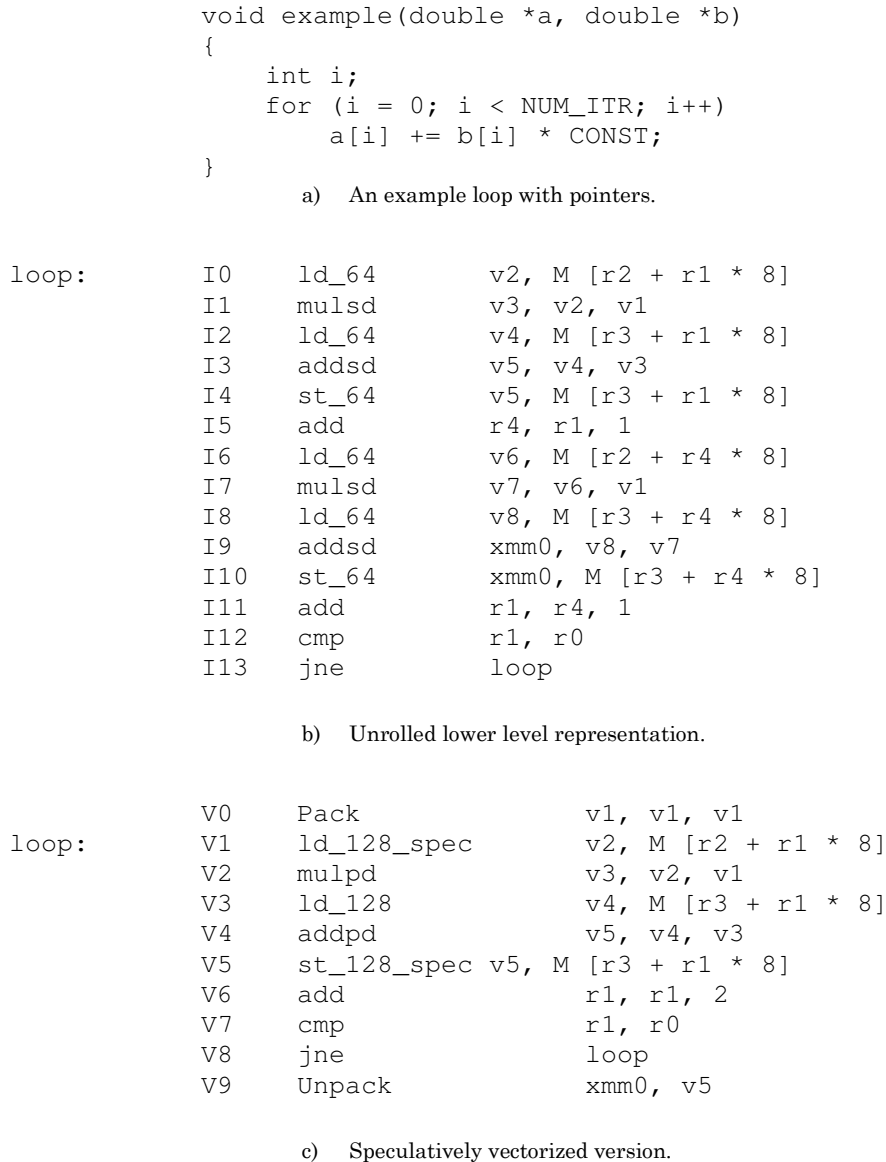 void example(double *a, double *b)
{
int i;
for (i = 0; i < NUM_ITR; i++)
a[i] += b[i] * CONST;
}
a) An example loop with pointers.
loop: I0 ld_64 v2, M [r2 + r1 * 8]
I1 mulsd v3, v2, v1
I2 ld_64 v4, M [r3 + r1 * 8]
I3 addsd v5, v4, v3
I4 st_64 v5, M [r3 + r1 * 8]
I5 add r4, r1, 1
I6 ld_64 v6, M [r2 + r4 * 8]
I7 mulsd v7, v6, v1
I8 ld_64 v8, M [r3 + r4 * 8]
I9 addsd xmm0, v8, v7
I10 st_64 xmm0, M [r3 + r4 * 8]
I11 add r1, r4, 1
I12 cmp r1, r0
I13 jne loop
b) Unrolled lower level representation.
V0 Pack v1, v1, v1
loop: V1 ld_128_spec v2, M [r2 + r1 * 8]
V2 mulpd v3, v2, v1
V3 ld_128 v4, M [r3 + r1 * 8]
V4 addpd v5, v4, v3
V5 st_128_spec v5, M [r3 + r1 * 8]
V6 add r1, r1, 2
V7 cmp r1, r0
V8 jne loop
V9 Unpack xmm0, v5
c) Speculatively vectorized version.